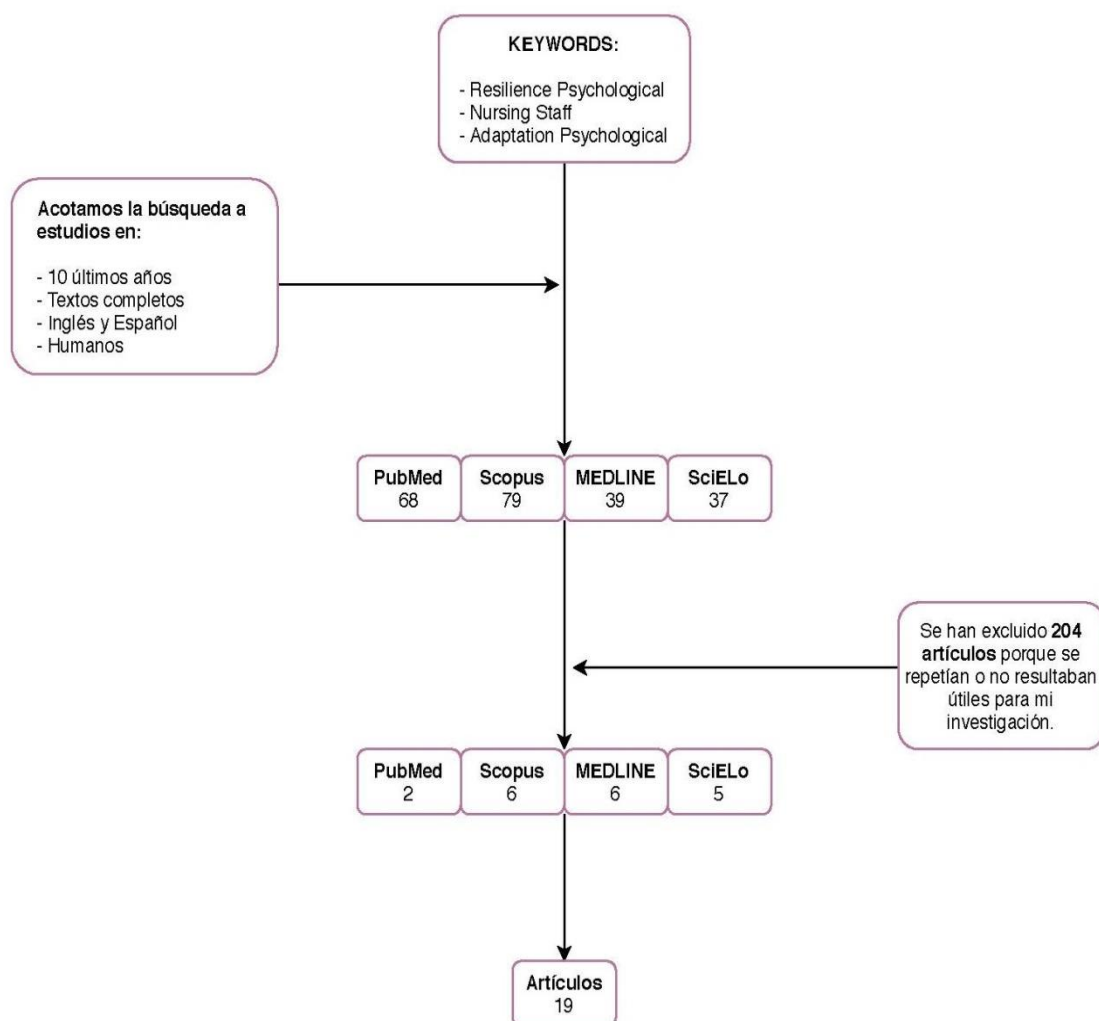 KEYWORDS:
- Resilience Psychological
- Nursing Staff
- Adaptation Psychological
Acotamos la búsqueda a
estudios en:
- 10 últimos años
- Textos completos
- Inglés y Español
- Humanos
PubMed Scopus MEDLINE SciELo
68 79 39 37
Se han excluido 204
artículos porque se
repetían o no resultaban
útiles para mi
investigación.
PubMed Scopus MEDLINE SciELo
2 6 6 5
Artículos
19